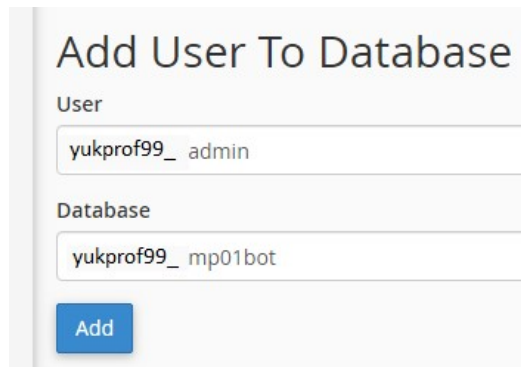 Add User To Database
User
yukprof99_ admin
Database
yukprof99_ mp01bot
Add